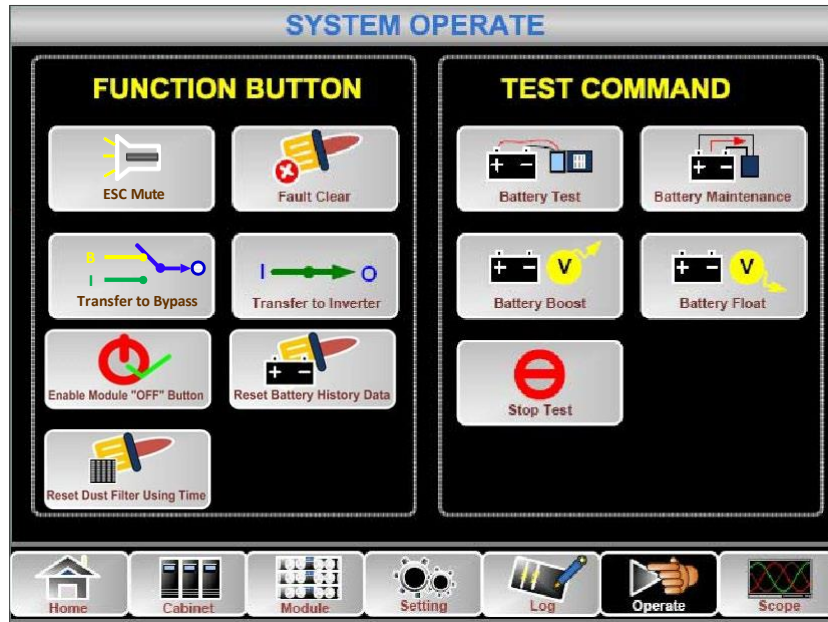 SYSTEM OPERATE
FUNCTION BUTTON
ESC Mute
Fault Clear
B
I
Transfer to Bypass
I O
Transfer to Inverter
Enable Module "OFF" Button
+ -
Reset Battery History Data
Reset Dust Filter Using Time
TEST COMMAND
+ -
Battery Test
+ -
Battery Maintenance
+ - V
Battery Boost
+ - V
Battery Float
Stop Test
Home
Cabinet
Module
Setting
Log
Operate
Scope